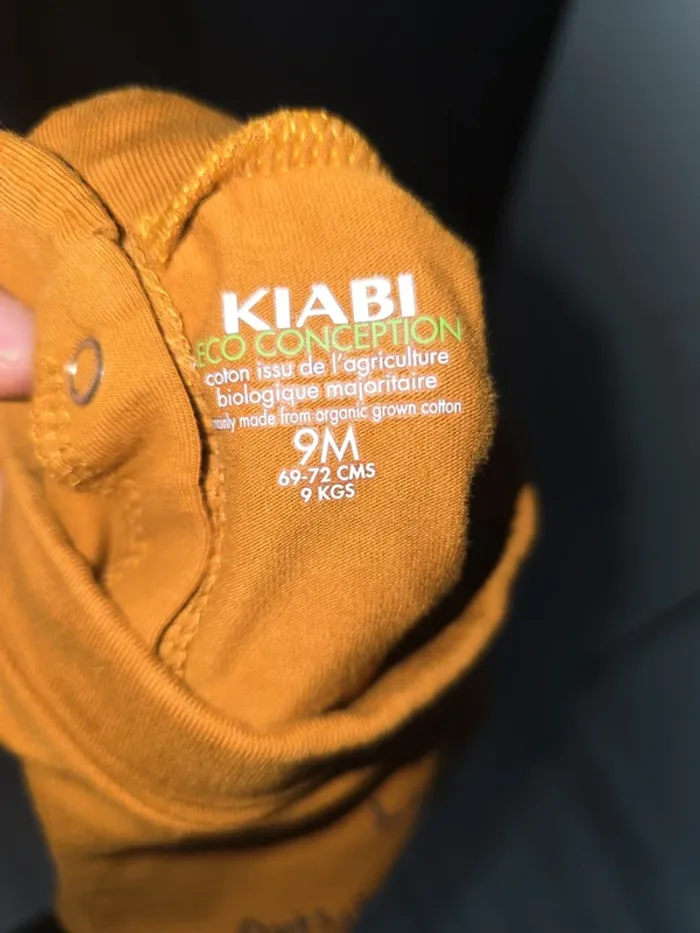 KIABI
ECO CONCEPTION
coton issu de l'agriculture
biologique majoritaire
mainly made from organic grown cotton
9M
69-72 CMS
9 KGS